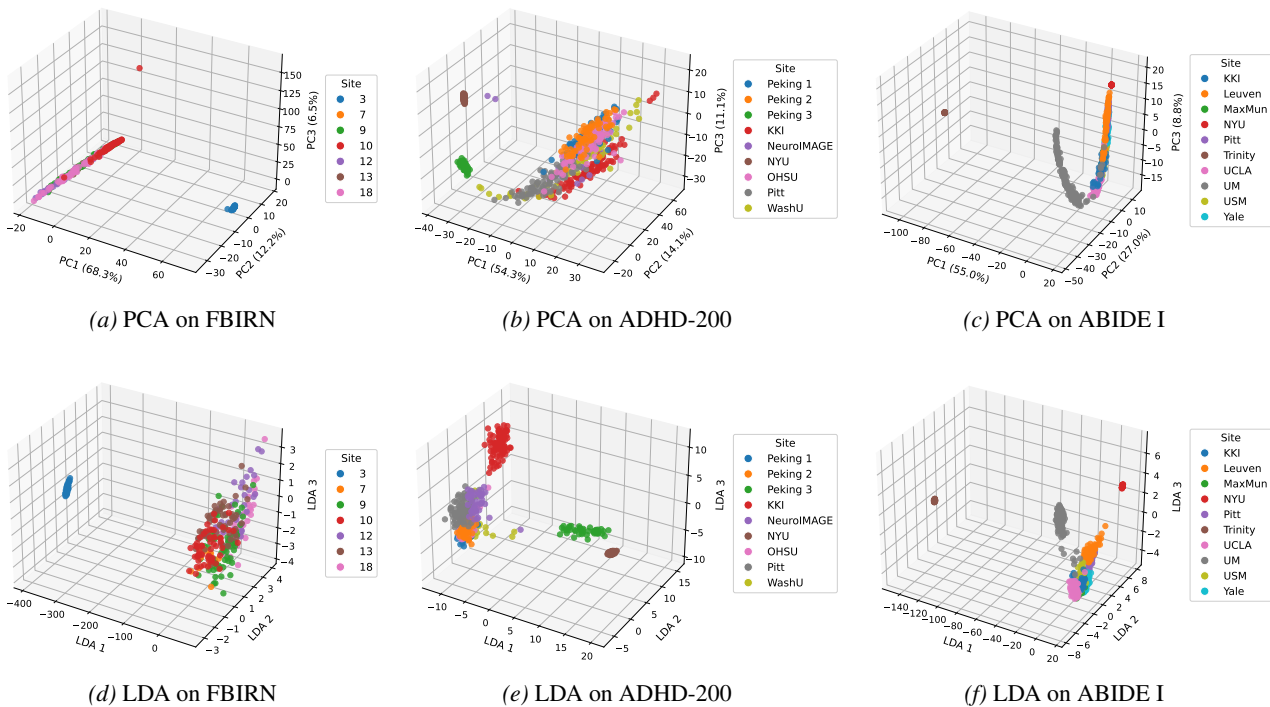 150
125
100
75
50
25
0
PC3 (6.5%)
−20
0
20
40
60
PC1 (68.3%)
−30
−20
−10
0
10
20
PC2 (12.2%)
Site
3
7
9
10
12
13
18
(a) PCA on FBIRN
20
10
0
−10
−20
−30
PC3 (11.1%)
−40
−30
−20
−10
0
10
20
30
PC1 (54.3%)
−20
0
20
40
60
PC2 (14.1%)
Site
Peking 1
Peking 2
Peking 3
KKI
NeuroIMAGE
NYU
OHSU
Pitt
WashU
(b) PCA on ADHD-200
20
15
10
5
0
−5
−10
−15
PC3 (8.8%)
−100
−80
−60
−40
−20
0
20
PC1 (55.0%)
−50
−40
−30
−20
−10
0
10
PC2 (27.0%)
Site
KKI
Leuven
MaxMun
NYU
Pitt
Trinity
UCLA
UM
USM
Yale
(c) PCA on ABIDE I
3
2
1
0
−1
−2
−3
−4
LDA 3
−400
−300
−200
−100
0
LDA 1
−3
−2
−1
0
1
2
3
4
LDA 2
Site
3
7
9
10
12
13
18
(d) LDA on FBIRN
10
5
0
−5
−10
LDA 3
−10
−5
0
5
10
15
20
LDA 1
−5
0
5
10
15
LDA 2
Site
Peking 1
Peking 2
Peking 3
KKI
NeuroIMAGE
NYU
OHSU
Pitt
WashU
(e) LDA on ADHD-200
6
4
2
0
−2
−4
LDA 3
−140
−120
−100
−80
−60
−40
−20
0
20
LDA 1
−8
−6
−4
−2
0
2
4
6
8
LDA 2
Site
KKI
Leuven
MaxMun
NYU
Pitt
Trinity
UCLA
UM
USM
Yale
(f) LDA on ABIDE I